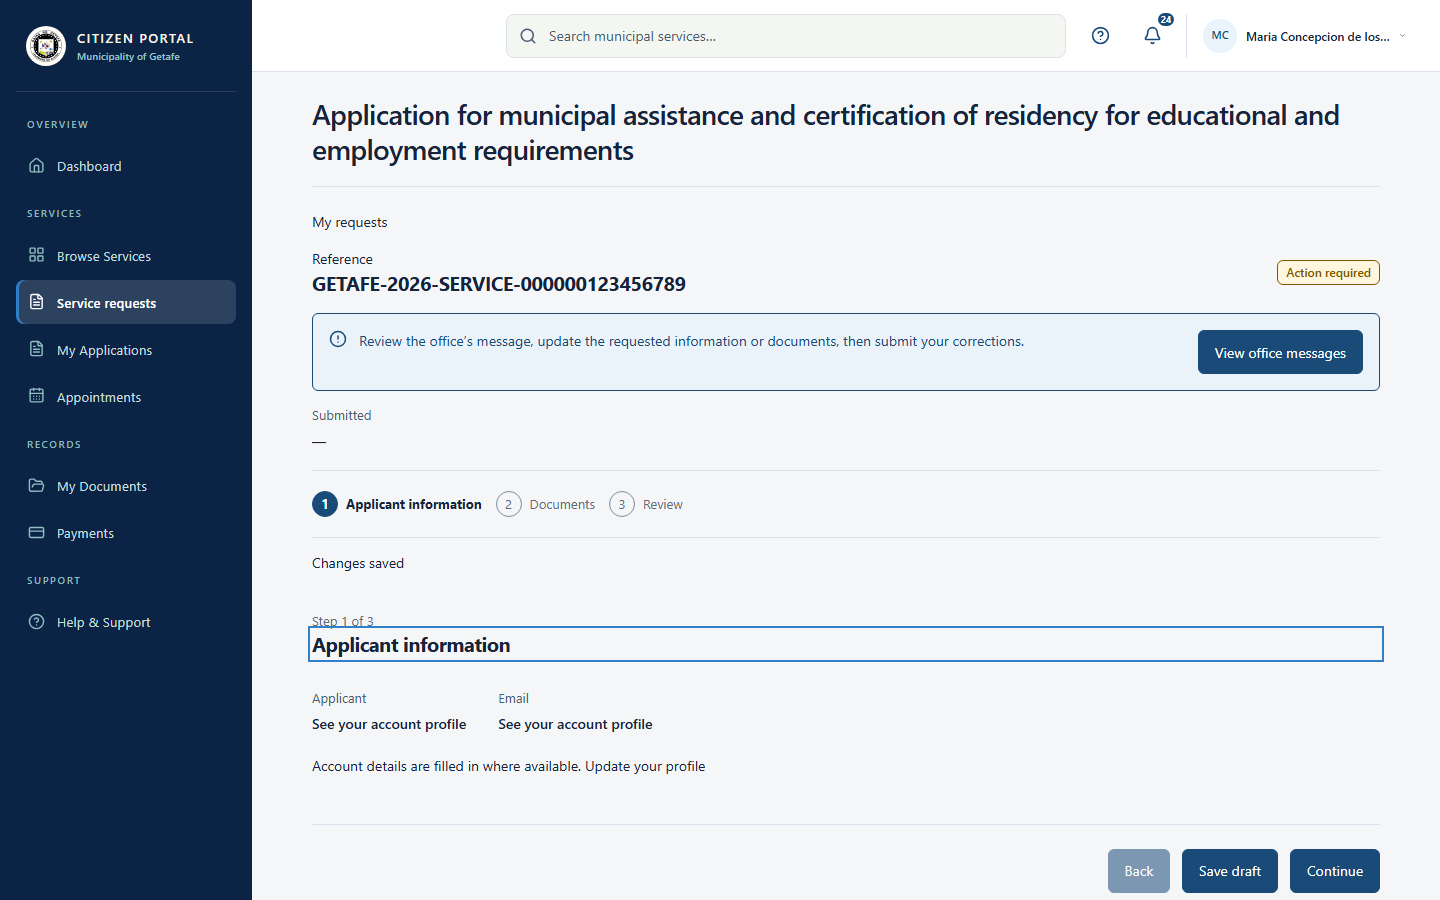 CITIZEN PORTAL
Municipality of Getafe
Search municipal services...
24
MC
Maria Concepcion de los...
OVERVIEW
Dashboard
SERVICES
Browse Services
Service requests
My Applications
Appointments
RECORDS
My Documents
Payments
SUPPORT
Help & Support
Application for municipal assistance and certification of residency for educational and
employment requirements
My requests
Reference
GETAFE-2026-SERVICE-000000123456789
Action required
Review the office's message, update the requested information or documents, then submit your corrections.
View office messages
Submitted
—
1 Applicant information 2 Documents 3 Review
Changes saved
Step 1 of 3
Applicant information
Applicant Email
See your account profile See your account profile
Account details are filled in where available. Update your profile
Back Save draft Continue